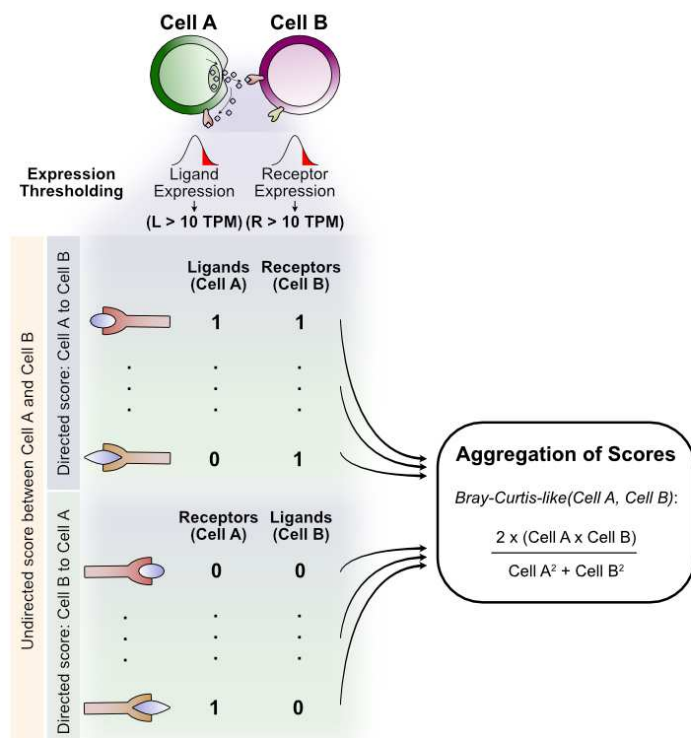 Cell A
Cell B
Expression
Thresholding
Ligand
Expression
Receptor
Expression
(L > 10 TPM)
(R > 10 TPM)
Undirected score between Cell A and Cell B
Directed score: Cell A to Cell B
Ligands
(Cell A)
Receptors
(Cell B)
1 1
0 1
Directed score: Cell B to Cell A
Receptors
(Cell A)
Ligands
(Cell B)
0 0
1 0
Aggregation of Scores
Bray-Curtis-like(Cell A, Cell B):
2 x (Cell A x Cell B)
Cell A² + Cell B²